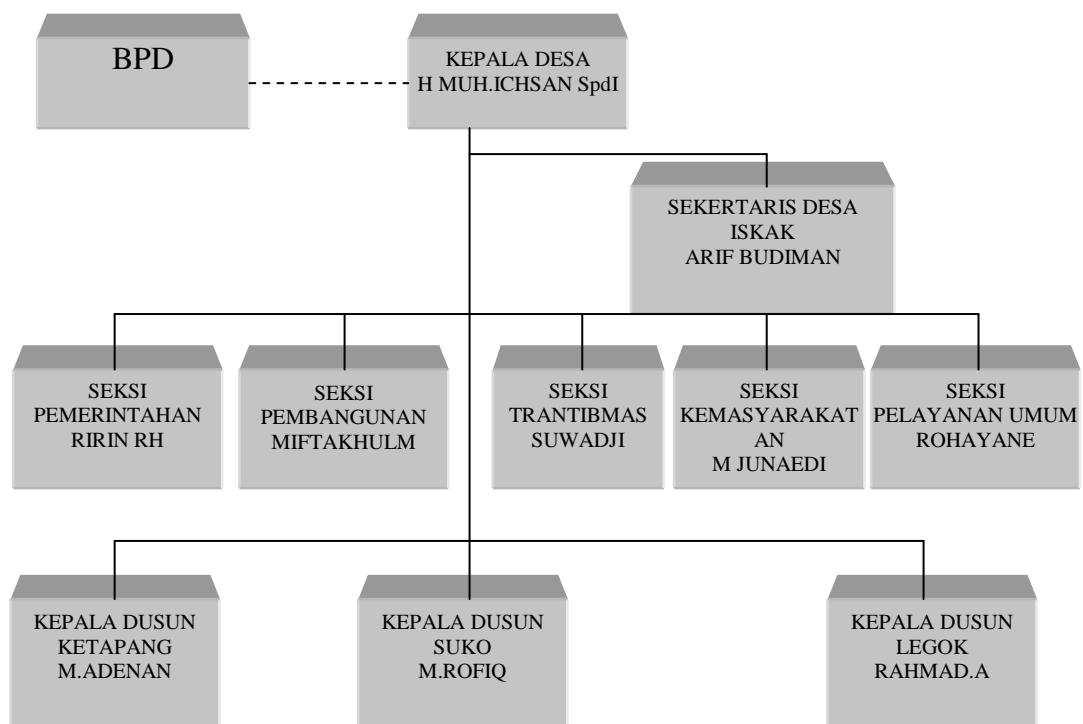 BPD
KEPALA DESA
H MUH.ICHSAN SpdI
SEKERTARIS DESA
ISKAK
ARIF BUDIMAN
SEKSI
PEMERINTAHAN
RIRIN RH
SEKSI
PEMBANGUNAN
MIFTAKHULM
SEKSI
TRANTIBMAS
SUWADJI
SEKSI
KEMASYARAKAT
AN
M JUNAEDI
SEKSI
PELAYANAN UMUM
ROHAYANE
KEPALA DUSUN
KETAPANG
M.ADENAN
KEPALA DUSUN
SUKO
M.ROFIQ
KEPALA DUSUN
LEGOK
RAHMAD.A